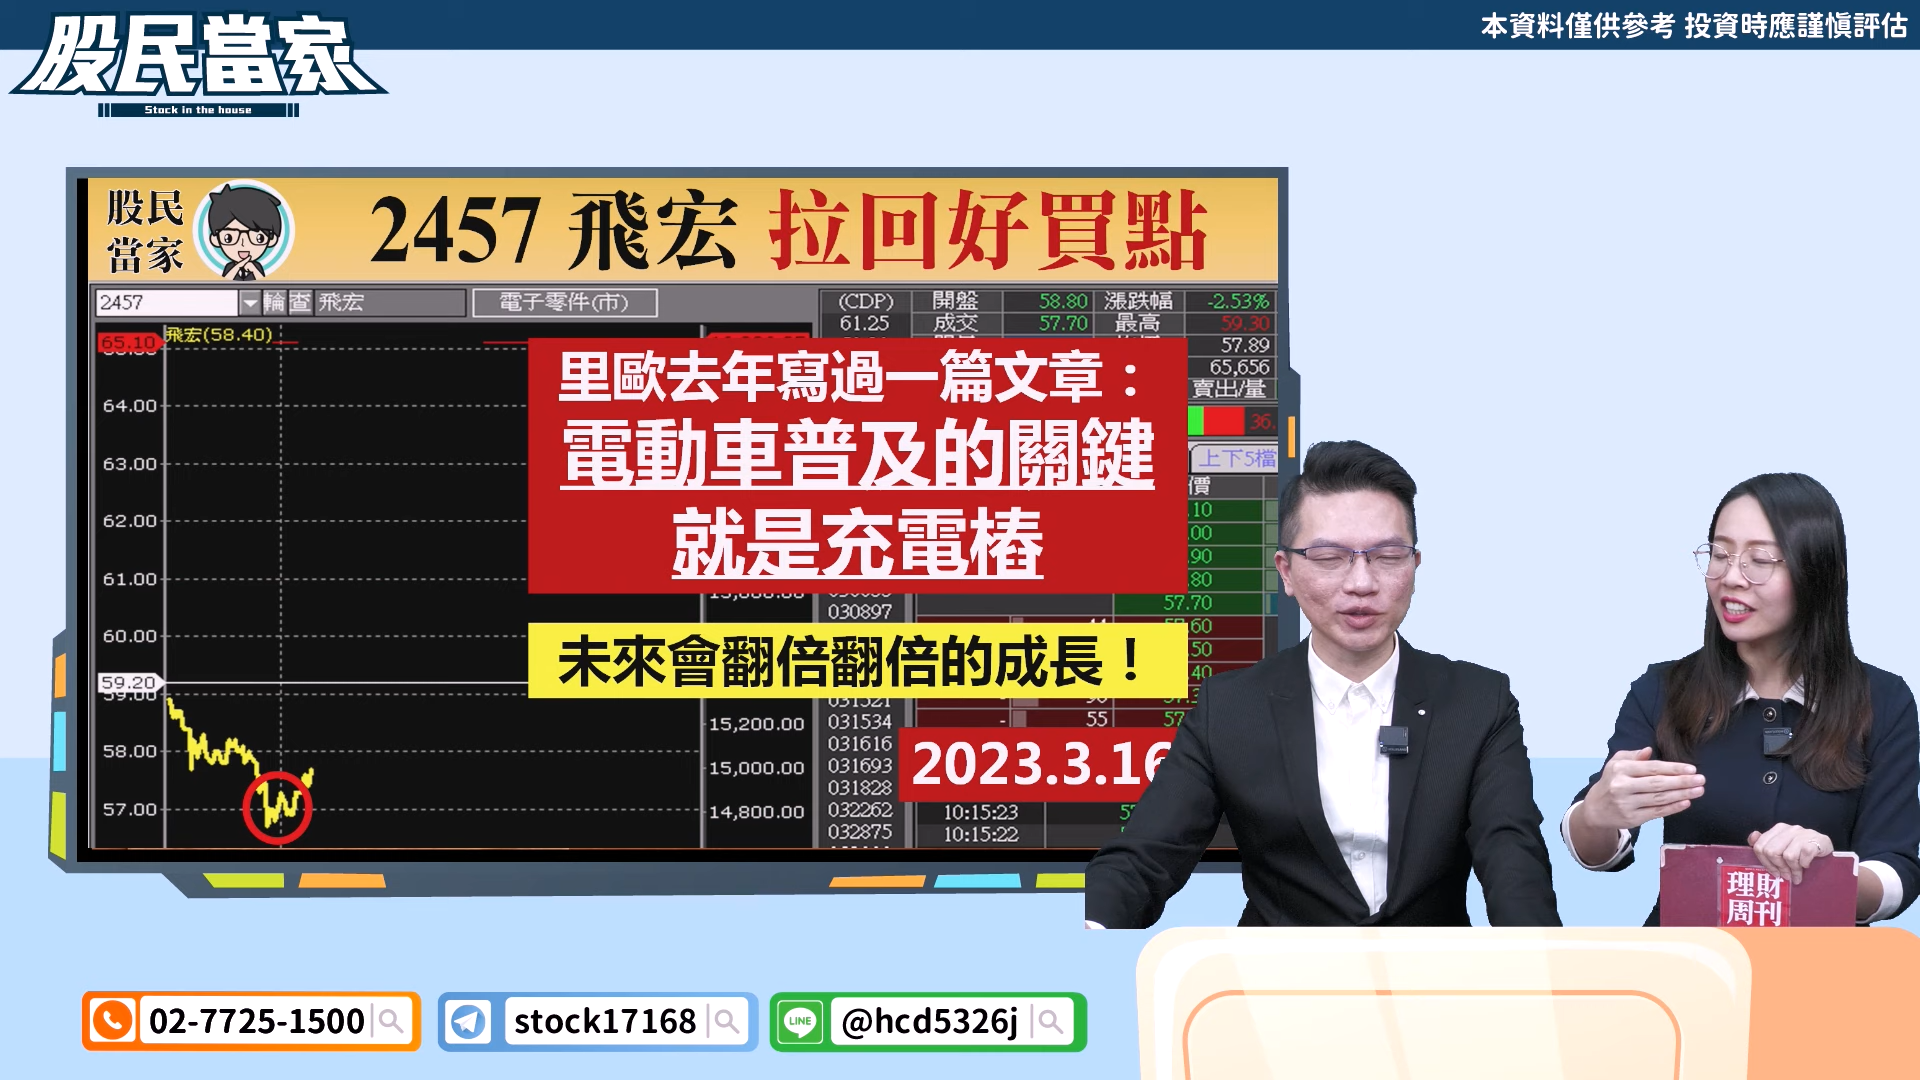 股民當家
Stock in the house
本資料僅供參考 投資時應謹慎評估
股民
當家
2457 飛宏 拉回好買點
2457 輪 查 飛宏 電子零件(市)
(CDP) 開盤 58.80 漲跌幅 -2.53%
61.25 成交 57.70 最高 59.30
57.89
65,656
賣出/量
36.
上下5檔
價
飛宏(58.40)
65.10
64.00
63.00
62.00
61.00
60.00
59.20
59.00
58.00
57.00
里歐去年寫過一篇文章：
電動車普及的關鍵
就是充電樁
未來會翻倍翻倍的成長！
2023.3.16
15,200.00
15,000.00
14,800.00
030897
031521
031534
031616
031693
031828
032262
032875
57.70
- 55
10:15:23
10:15:22
理財
周刊
02-7725-1500
stock17168
LINE
@hcd5326j